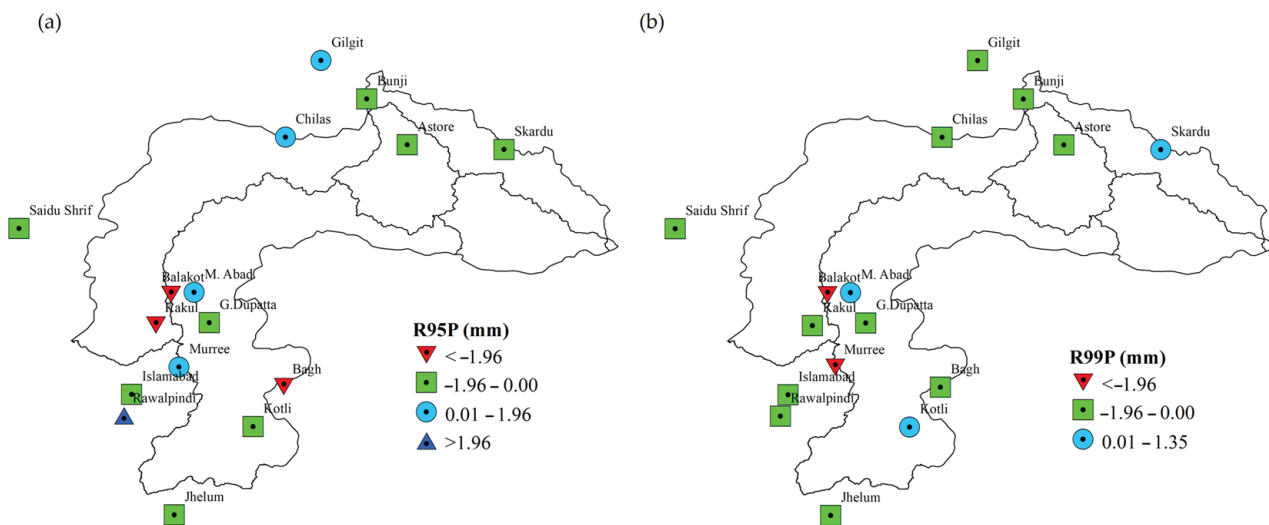 (a)
Gilgit
Bunji
Chilas
Astore
Skardu
Saidu Shrif
Balakot
M. Abad
Kakul
G.Dupatta
Murree
Islamabad
Rawalpindi
Bagh
Kotli
Jhelum
R95P (mm)
< −1.96
−1.96 – 0.00
0.01 – 1.96
>1.96
(b)
Gilgit
Bunji
Chilas
Astore
Skardu
Saidu Shrif
Balakot
M. Abad
Kakul
G.Dupatta
Murree
Islamabad
Rawalpindi
Bagh
Kotli
Jhelum
R99P (mm)
<−1.96
−1.96 – 0.00
0.01 – 1.35